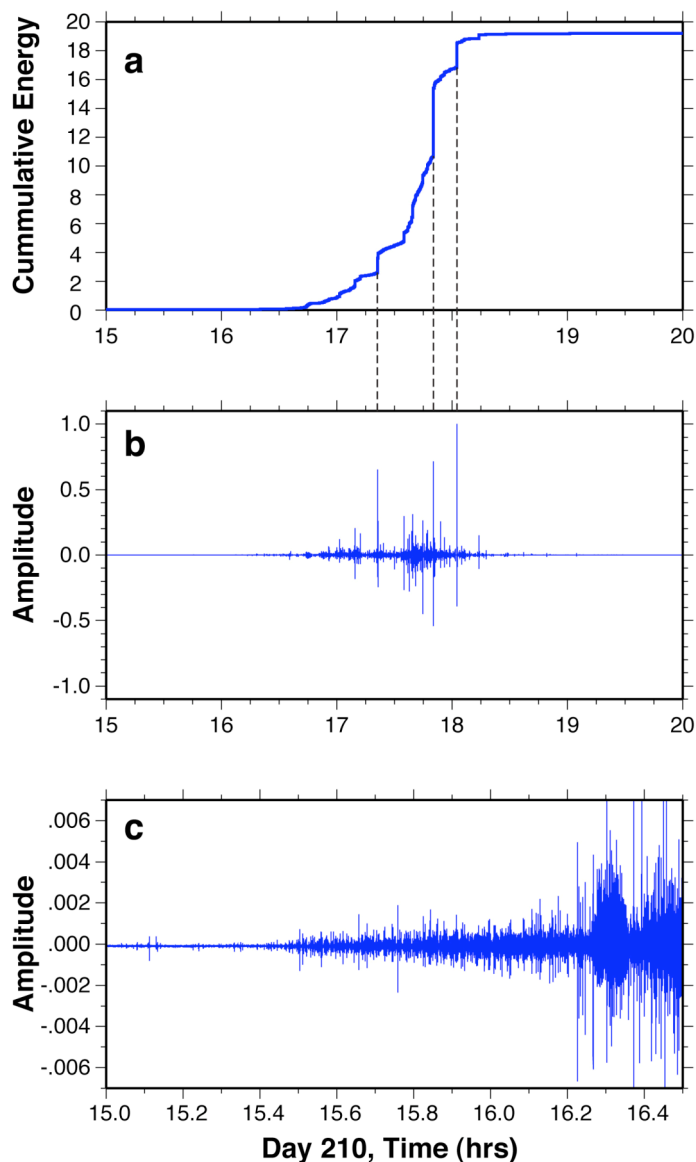 20
18
16
14
12
10
8
6
4
2
0
Cummulative Energy
a
15 16 17 19 20
1.0
0.5
0.0
-0.5
-1.0
Amplitude
b
15 16 17 18 19 20
.006
.004
.002
.000
-.002
-.004
-.006
Amplitude
c
15.0 15.2 15.4 15.6 15.8 16.0 16.2 16.4
Day 210, Time (hrs)